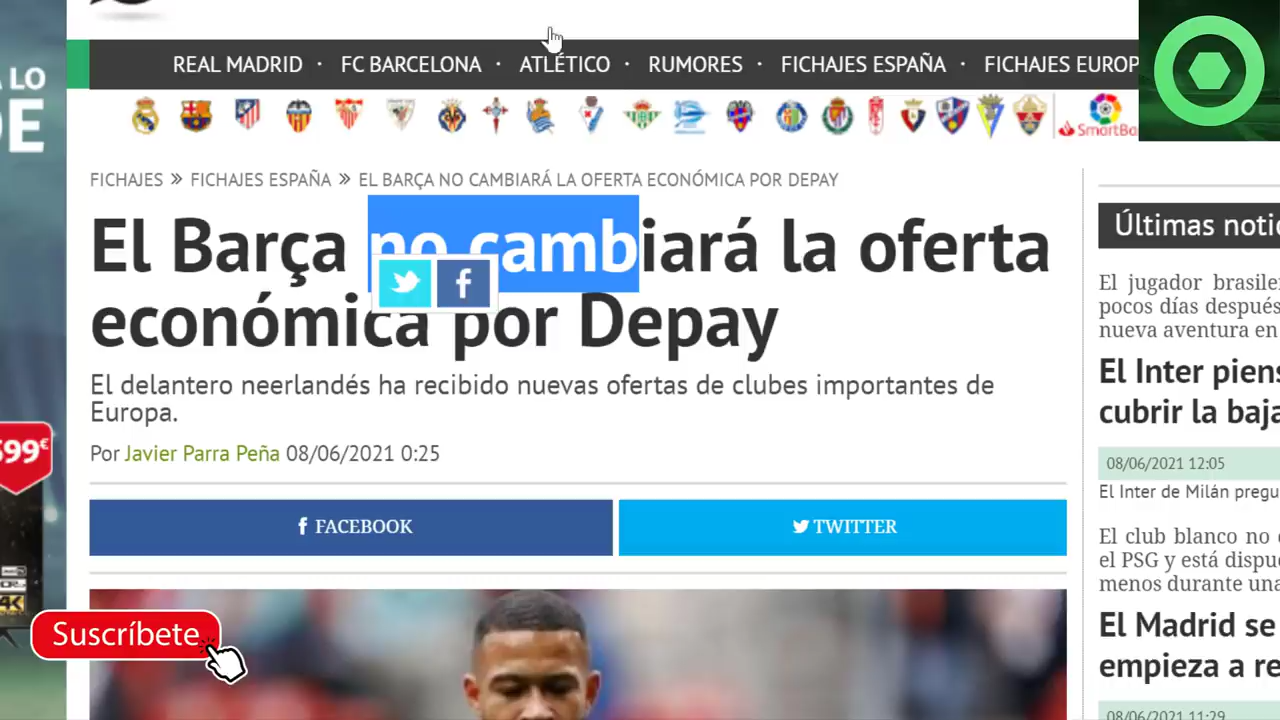 A LO
DE
REAL MADRID · FC BARCELONA · ATLÉTICO · RUMORES · FICHAJES ESPAÑA · FICHAJES EUROP
SmartBa
FICHAJES » FICHAJES ESPAÑA » EL BARÇA NO CAMBIARÁ LA OFERTA ECONÓMICA POR DEPAY
El Barça no cambiará la oferta
económica por Depay
El delantero neerlandés ha recibido nuevas ofertas de clubes importantes de
Europa.
Por Javier Parra Peña 08/06/2021 0:25
FACEBOOK
TWITTER
599€
4K
Suscríbete
Últimas notic
El jugador brasile
pocos días después
nueva aventura en
El Inter piens
cubrir la baja
08/06/2021 12:05
El Inter de Milán pregu
El club blanco no
el PSG y está dispu
menos durante una
El Madrid se
empieza a re
08/06/2021 11:29